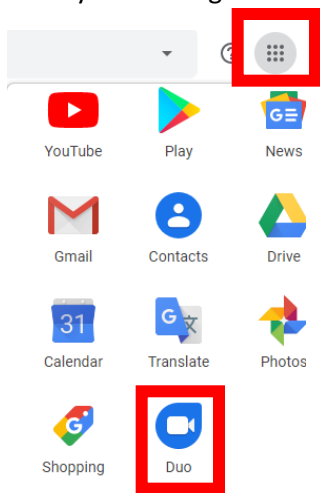 YouTube Play News
Gmail Contacts Drive
31
Calendar Translate Photos
Shopping Duo